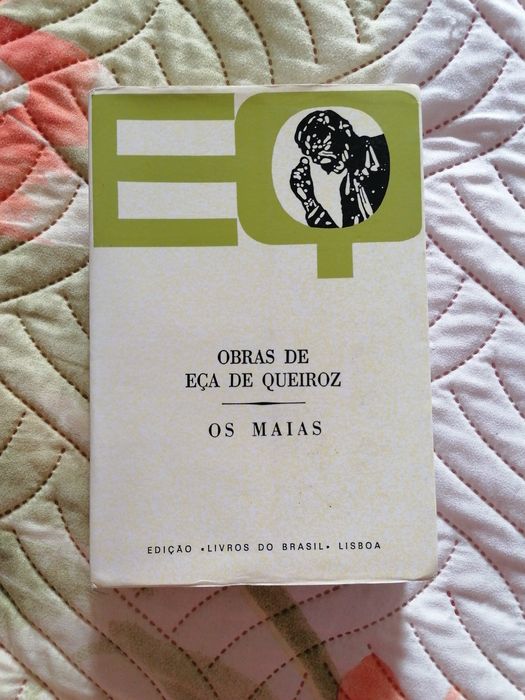 EQ
OBRAS DE
EÇA DE QUEIROZ
OS MAIAS
EDIÇÃO «LIVROS DO BRASIL» LISBOA